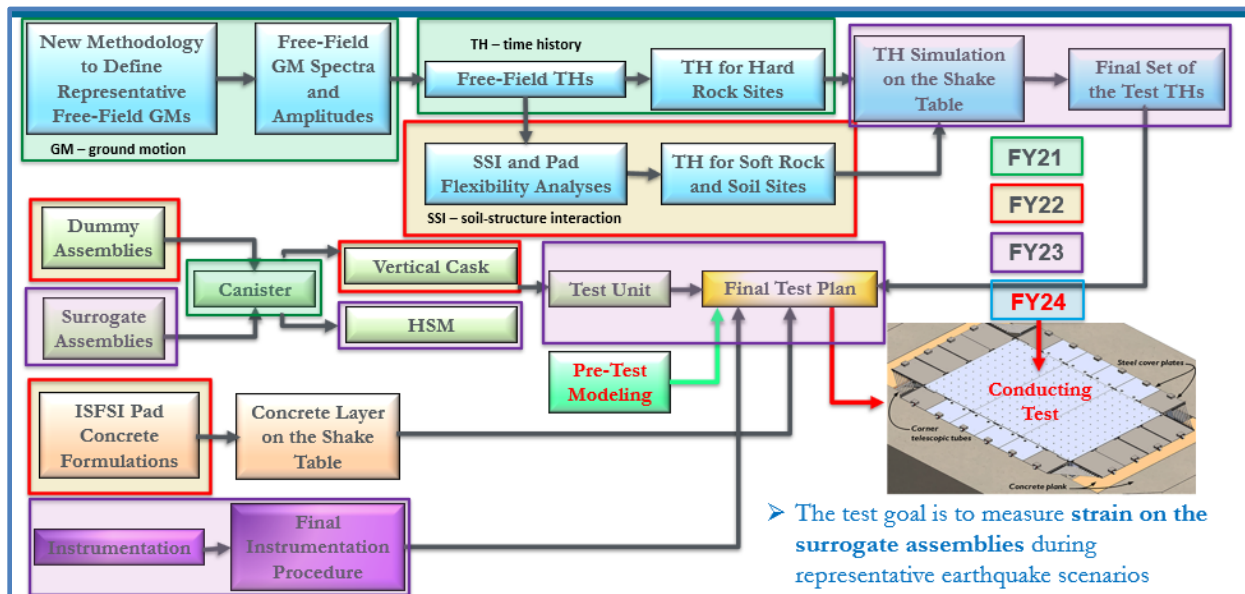 New Methodology
to Define
Representative
Free-Field GMs
GM – ground motion
Free-Field
GM Spectra
and
Amplitudes
TH – time history
Free-Field THs
TH for Hard
Rock Sites
TH Simulation
on the Shake
Table
Final Set of
the Test THs
SSI and Pad
Flexibility Analyses
TH for Soft Rock
and Soil Sites
SSI – soil-structure interaction
FY21
FY22
FY23
FY24
Dummy
Assemblies
Surrogate
Assemblies
Canister
Vertical Cask
HSM
Test Unit
Final Test Plan
Pre-Test
Modeling
ISFSI Pad
Concrete
Formulations
Concrete Layer
on the Shake
Table
Instrumentation
Final
Instrumentation
Procedure
Steel cover plates
Conducting
Test
Corner
telescopic tubes
Concrete plank
➢ The test goal is to measure strain on the
surrogate assemblies during
representative earthquake scenarios